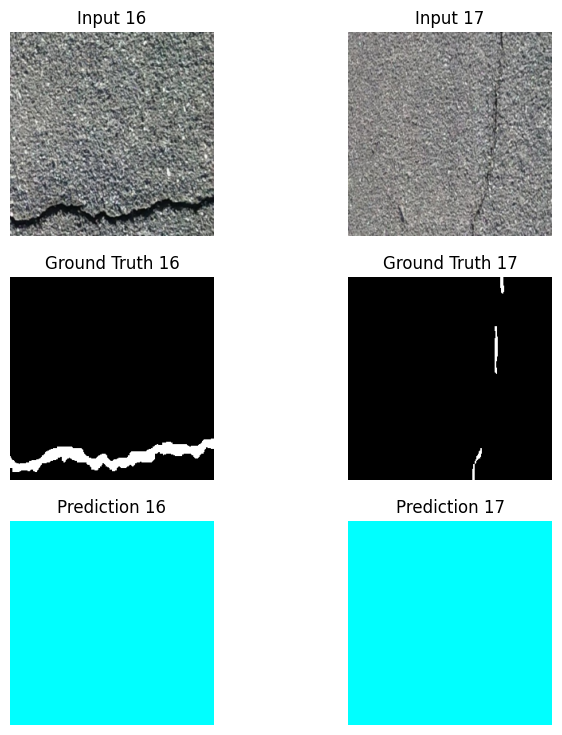 Input 16
Input 17
Ground Truth 16
Ground Truth 17
Prediction 16
Prediction 17